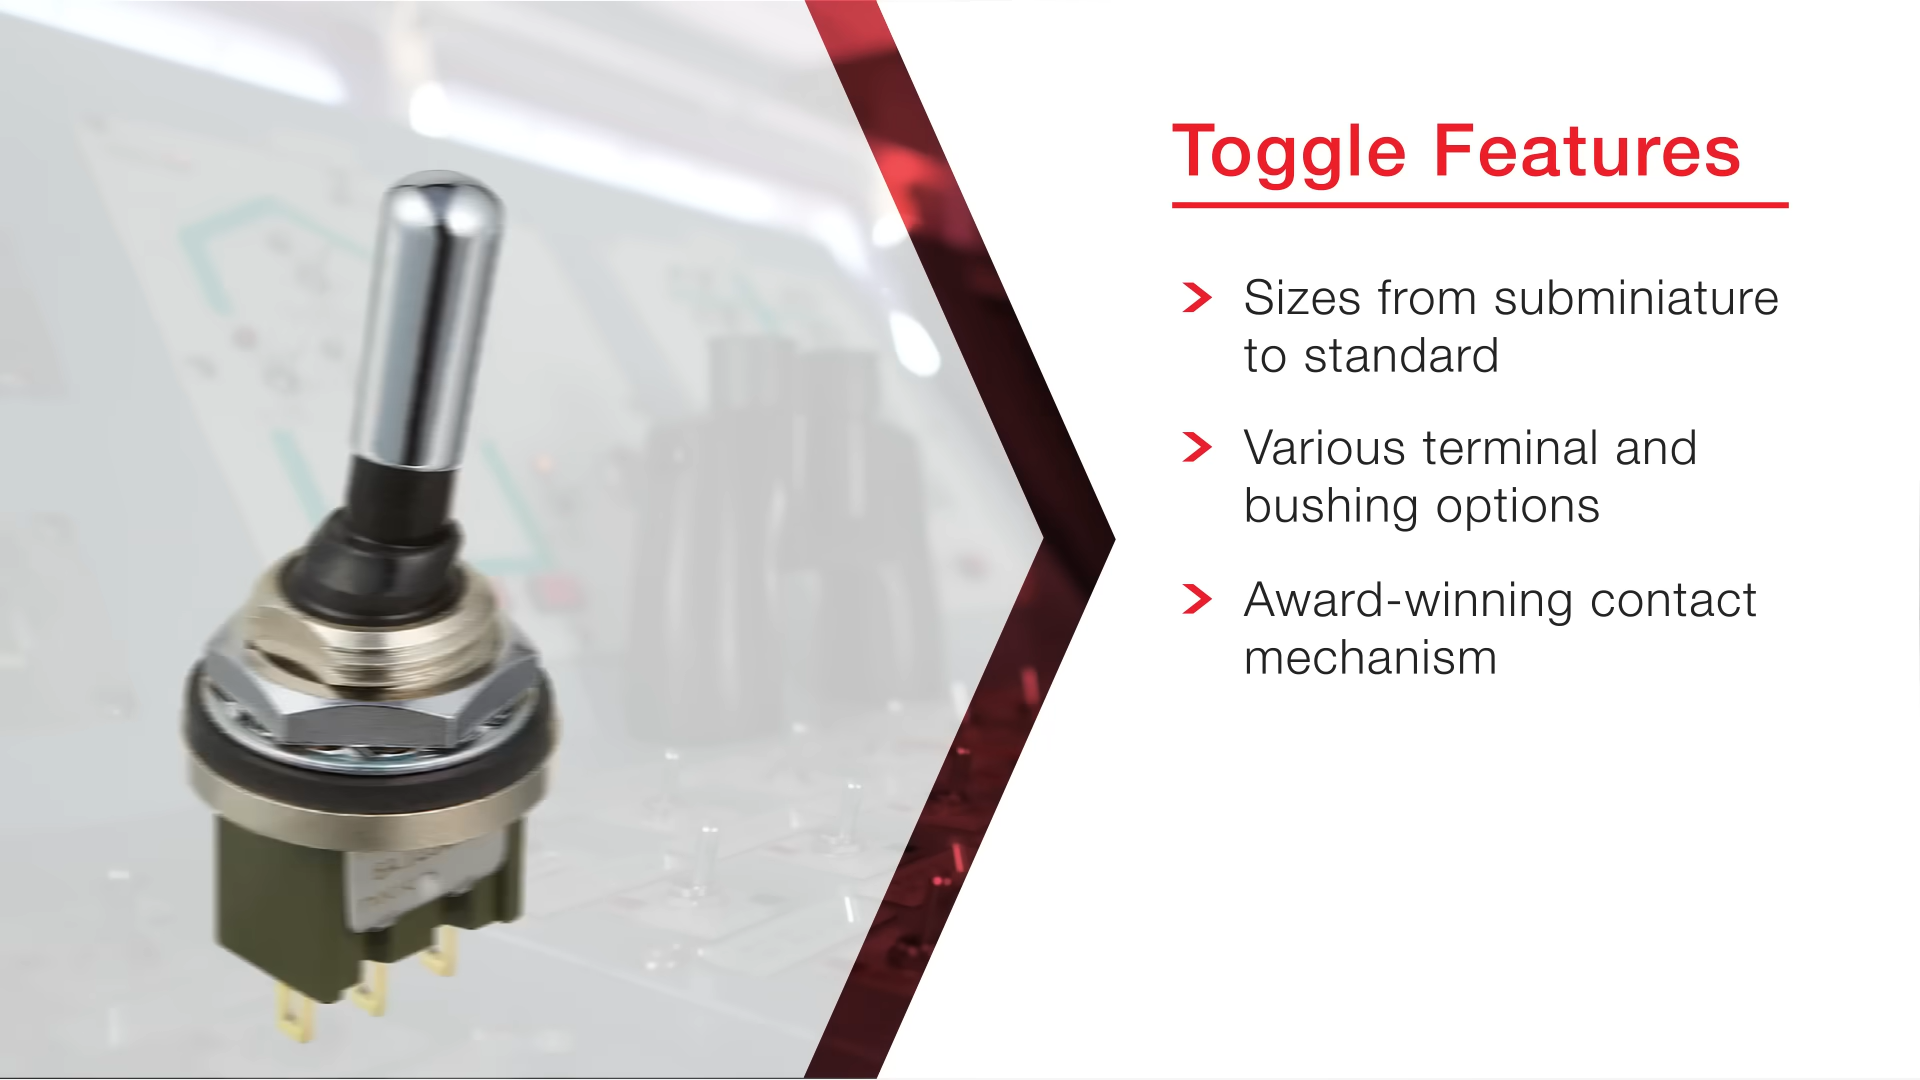 Toggle Features
Sizes from subminiature
to standard
Various terminal and
bushing options
Award-winning contact
mechanism